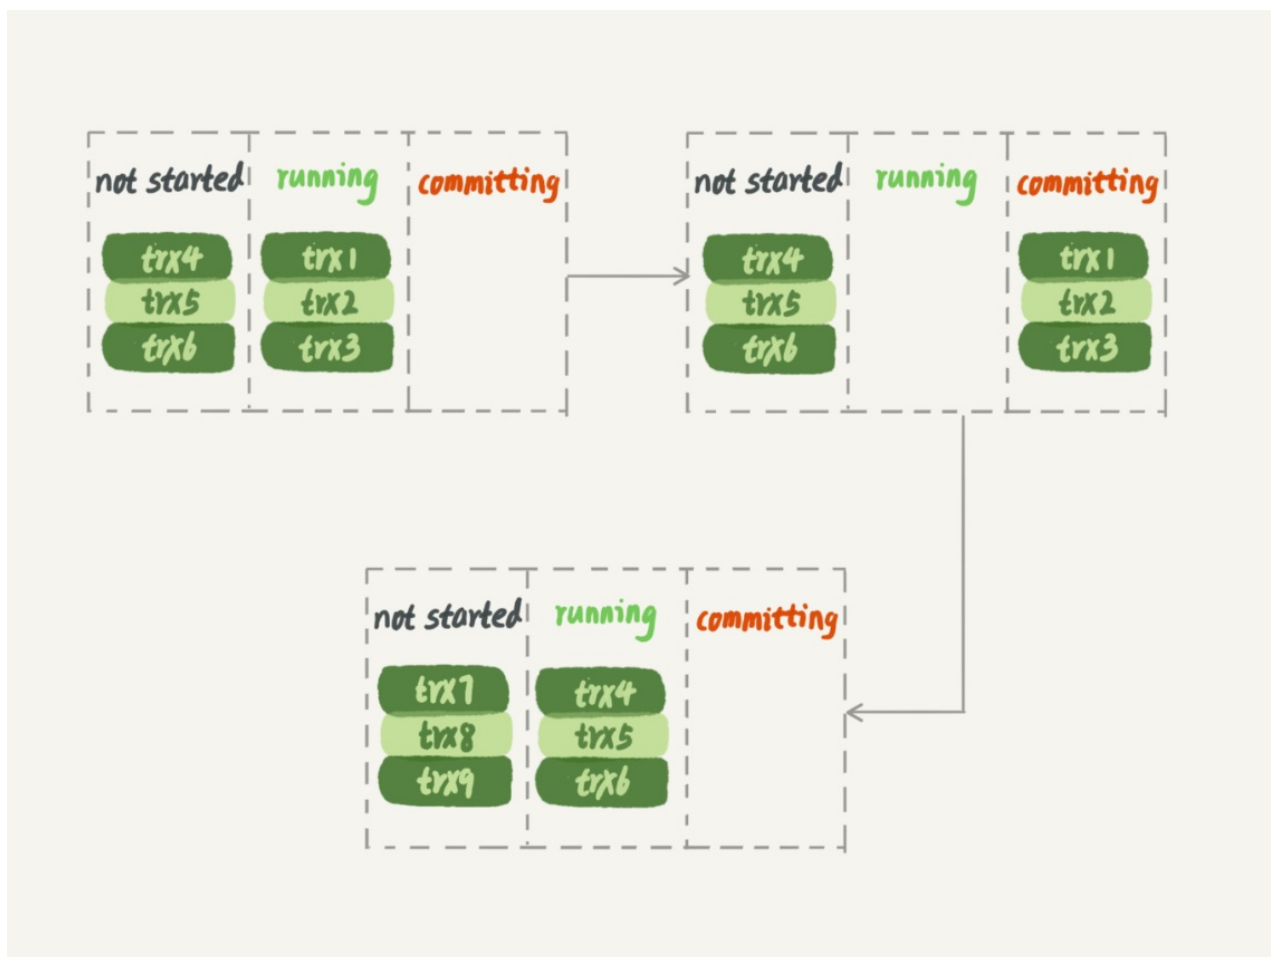 not started running committing
trx4 trx1
trx5 trx2
trx6 trx3
not started running committing
trx4 trx1
trx5 trx2
trx6 trx3
not started running committing
trx7 trx4
trx8 trx5
trx9 trx6